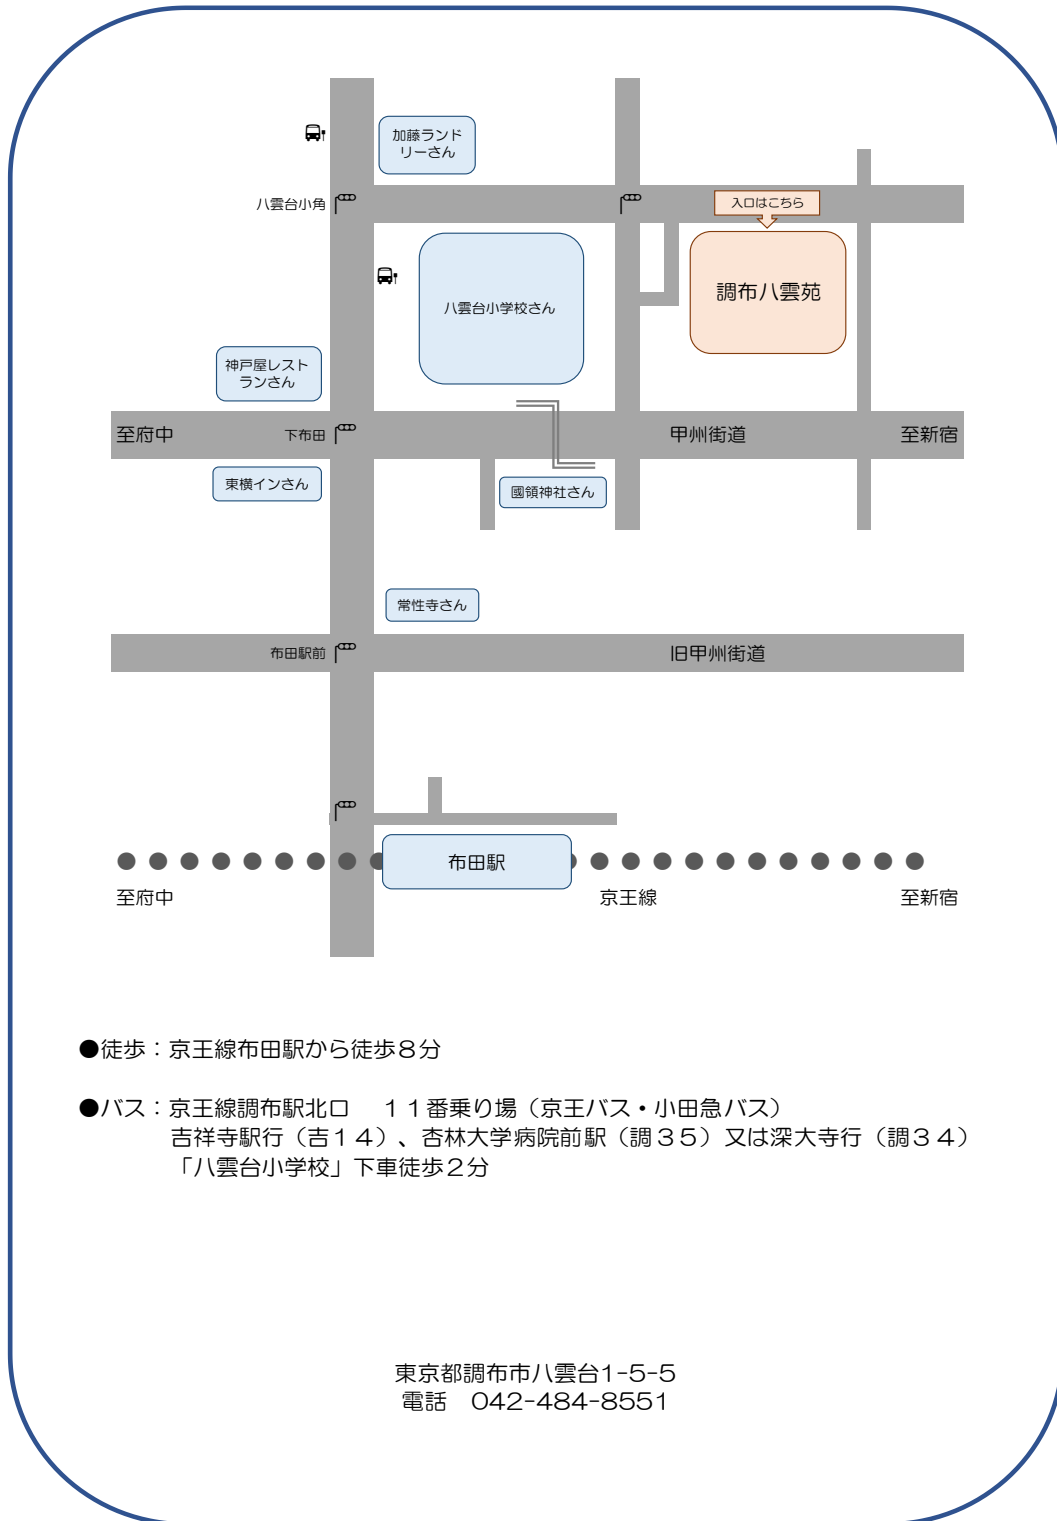 加藤ランド
リーさん
八雲台小角
入口はこちら
調布八雲苑
八雲台小学校さん
神戸屋レスト
ランさん
至府中
下布田
甲州街道
至新宿
東横インさん
國領神社さん
常性寺さん
布田駅前
旧甲州街道
布田駅
至府中
京王線
至新宿
●徒歩：京王線布田駅から徒歩８分
●バス：京王線調布駅北口　１１番乗り場（京王バス・小田急バス）
吉祥寺駅行（吉１４）、杏林大学病院前駅（調３５）又は深大寺行（調３４）
「八雲台小学校」下車徒歩２分
東京都調布市八雲台1-5-5
電話　042-484-8551